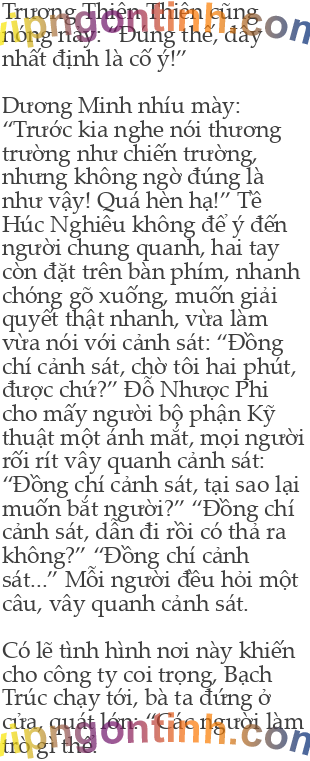 Trương Thiên Thiên cũng
nóng nảy: “Đúng thế, đây
nhất định là cố ý!”

Dương Minh nhíu mày:
“Trước kia nghe nói thương
trường như chiến trường,
nhưng không ngờ đúng là
như vậy! Quá hèn hạ!” Tề
Húc Nghiêu không để ý đến
người chung quanh, hai tay
còn đặt trên bàn phím, nhanh
chóng gõ xuống, muốn giải
quyết thật nhanh, vừa làm
vừa nói với cảnh sát: “Đồng
chí cảnh sát, chờ tôi hai phút,
được chứ?” Đỗ Nhược Phi
cho mấy người bộ phận Kỹ
thuật một ánh mắt, mọi người
rối rít vây quanh cảnh sát:
“Đồng chí cảnh sát, tại sao lại
muốn bắt người?” “Đồng chí
cảnh sát, dẫn đi rồi có thả ra
không?” “Đồng chí cảnh
sát...” Mỗi người đều hỏi một
câu, vây quanh cảnh sát.

Có lẽ tình hình nơi này khiến
cho công ty coi trọng, Bạch
Trúc chạy tới, bà ta đứng ở
cửa, quát lớn: “Các người làm
trò gì thế!
vipngontinh.com
vipngontinh.com